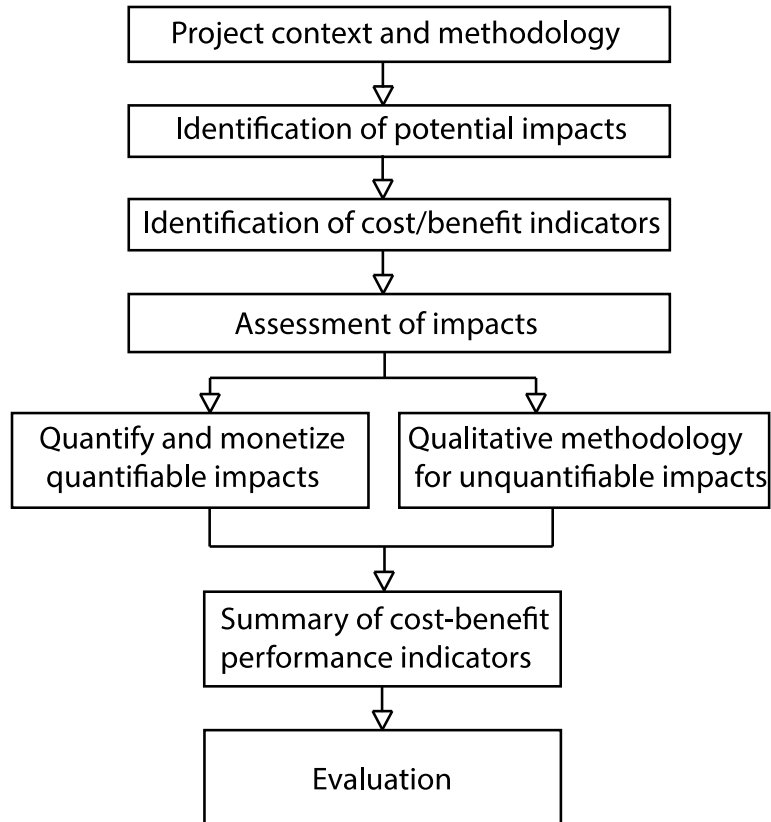 Project context and methodology
Identification of potential impacts
Identification of cost/benefit indicators
Assessment of impacts
Quantify and monetize
quantifiable impacts
Qualitative methodology
for unquantifiable impacts
Summary of cost-benefit
performance indicators
Evaluation